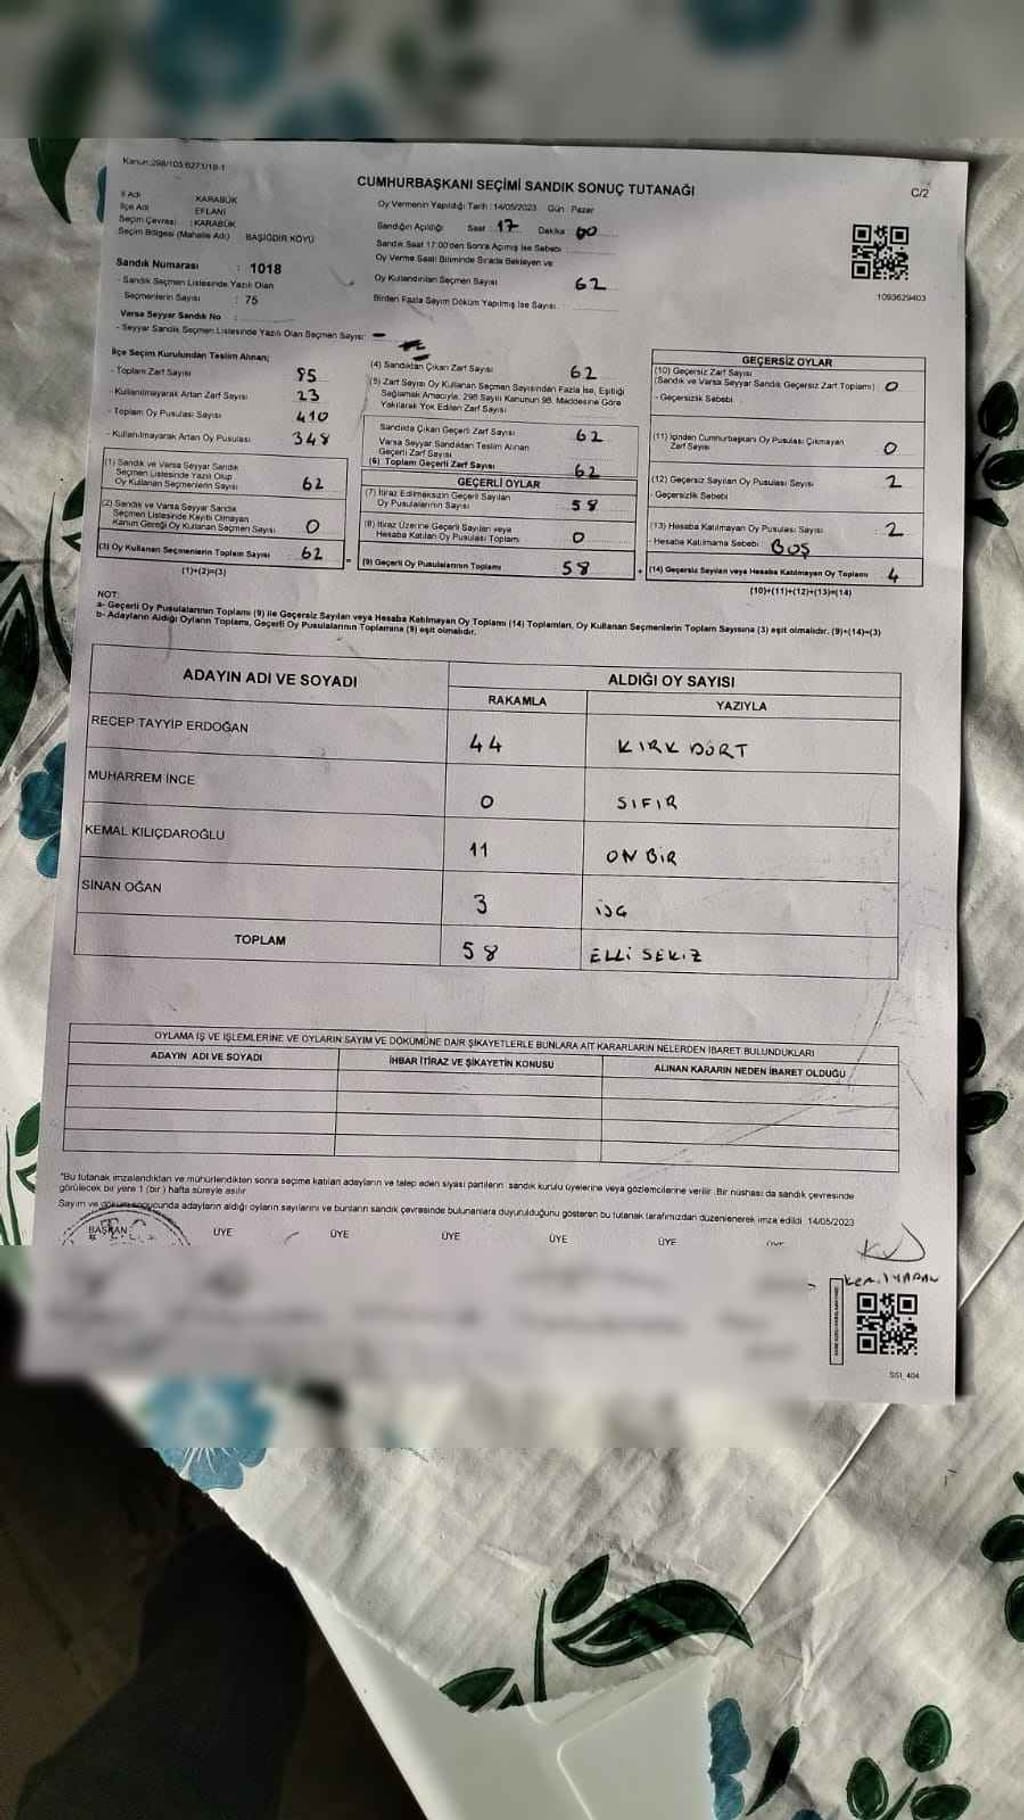 Kanun:298/103 6271/18-1
CUMHURBAŞKANI SEÇİMİ SANDIK SONUÇ TUTANAĞI
C/2
Oy Vermenin Yapıldığı Tarih :14/05/2023 Gün : Pazar
İl Adı KARABÜK
İlçe Adı EFLANİ
Seçim Çevresi : KARABÜK
Seçim Bölgesi (Mahalle Adı) BAŞIĞDİR KÖYÜ
Sandık Numarası : 1018
- Sandık Seçmen Listesinde Yazılı Olan
Seçmenlerin Sayısı : 75
Varsa Seyyar Sandık No :
- Seyyar Sandık Seçmen Listesinde Yazılı Olan Seçmen Sayısı: -
Sandığın Açıldığı Saat 17 Dakika 00
Sandık Saat 17:00'den Sonra Açılmış İse Sebebi
Oy Verme Saati Bitiminde Sırada Bekleyen ve
Oy Kullandırılan Seçmen Sayısı 62
Birden Fazla Sayım Döküm Yapılmış İse Sayısı
1093629403
İlçe Seçim Kurulundan Teslim Alınan;
- Toplam Zarf Sayısı 85
- Kullanılmayarak Artan Zarf Sayısı 23
- Toplam Oy Pusulası Sayısı 410
- Kullanılmayarak Artan Oy Pusulası 348
(1) Sandık ve Varsa Seyyar Sandık
Seçmen Listesinde Yazılı Olup
Oy Kullanan Seçmenlerin Sayısı 62
(2) Sandık ve Varsa Seyyar Sandık
Seçmen Listesinde Kayıtlı Olmayan
Kanun Gereği Oy Kullanan Seçmen Sayısı 0
(3) Oy Kullanan Seçmenlerin Toplam Sayısı 62
(1)+(2)=(3)
(4) Sandıktan Çıkan Zarf Sayısı 62
(5) Zarf Sayısı Oy Kullanan Seçmen Sayısından Fazla İse, Eşitliği
Sağlamak Amacıyla, 298 Sayılı Kanunun 98. Maddesine Göre
Yakılarak Yok Edilen Zarf Sayısı
Sandıkta Çıkan Geçerli Zarf Sayısı 62
Varsa Seyyar Sandıktan Teslim Alınan
Geçerli Zarf Sayısı
(6) Toplam Geçerli Zarf Sayısı 62
GEÇERLİ OYLAR
(7) İtiraz Edilmeksizin Geçerli Sayılan
Oy Pusulalarının Sayısı 58
(8) İtiraz Üzerine Geçerli Sayılan veya
Hesaba Katılan Oy Pusulası Toplamı 0
= (9) Geçerli Oy Pusulalarının Toplamı 58
GEÇERSİZ OYLAR
(10) Geçersiz Zarf Sayısı
(Sandık ve Varsa Seyyar Sandık Geçersiz Zarf Toplamı) 0
- Geçersizlik Sebebi
(11) İçinden Cumhurbaşkanı Oy Pusulası Çıkmayan
Zarf Sayısı 0
(12) Geçersiz Sayılan Oy Pusulası Sayısı 2
- Geçersizlik Sebebi
(13) Hesaba Katılmayan Oy Pusulası Sayısı 2
- Hesaba Katılmama Sebebi BOŞ
+ (14) Geçersiz Sayılan veya Hesaba Katılmayan Oy Toplamı 4
(10)+(11)+(12)+(13)=(14)
NOT:
a- Geçerli Oy Pusulalarının Toplamı (9) ile Geçersiz Sayılan veya Hesaba Katılmayan Oy Toplamı (14) Toplamları, Oy Kullanan Seçmenlerin Toplam Sayısına (3) eşit olmalıdır. (9)+(14)=(3)
b- Adayların Aldığı Oyların Toplamı, Geçerli Oy Pusulalarının Toplamına (9) eşit olmalıdır.
ADAYIN ADI VE SOYADI ALDIĞI OY SAYISI
RAKAMLA YAZIYLA
RECEP TAYYİP ERDOĞAN 44 KIRK DÖRT
MUHARREM İNCE 0 SIFIR
KEMAL KILIÇDAROĞLU 11 ON BİR
SİNAN OĞAN 3
TOPLAM 58 ELLİ SEKİZ
OYLAMA İŞ VE İŞLEMLERİNE VE OYLARIN SAYIM VE DÖKÜMÜNE DAİR ŞİKAYETLERLE BUNLARA AİT KARARLARIN NELERDEN İBARET BULUNDUKLARI
ADAYIN ADI VE SOYADI İHBAR İTİRAZ VE ŞİKAYETİN KONUSU ALINAN KARARIN NEDEN İBARET OLDUĞU
"Bu tutanak imzalandıktan ve mühürlendikten sonra seçime katılan adayların ve talep eden siyasi partilerin sandık kurulu üyelerine veya gözlemcilerine verilir .Bir nüshası da sandık çevresinde
görülecek bir yere 1 (bir ) hafta süreyle asılır
Sayım ve döküm sonucunda adayların aldığı oyların sayılarını ve bunların sandık çevresinde bulunanlara duyurulduğunu gösteren bu tutanak tarafımızdan düzenlenerek imza edildi 14/05/2023
BAŞKAN ÜYE ÜYE ÜYE ÜYE ÜYE
SS1_404